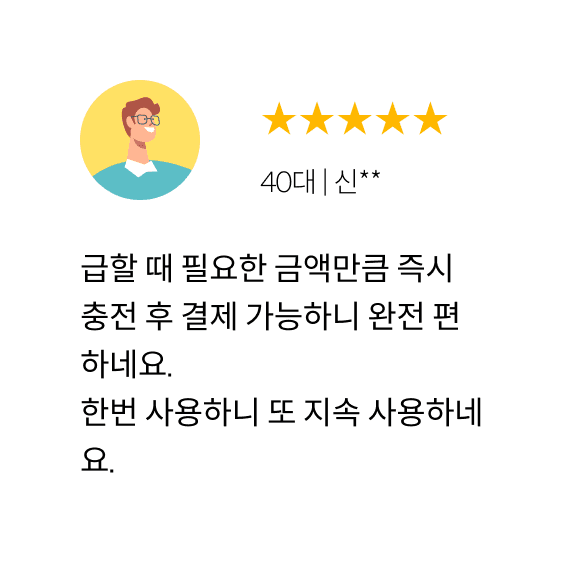 ★★★★★
40대 | 신**
급할 때 필요한 금액만큼 즉시
충전 후 결제 가능하니 완전 편
하네요.
한번 사용하니 또 지속 사용하네
요.